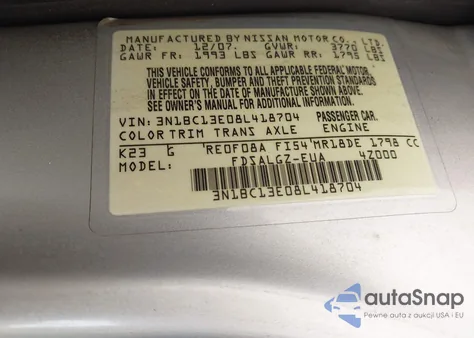 MANUFACTURED BY NISSAN MOTOR CO., LTD.
DATE: 12/07. GVWR: 3770 LBS
GAWR FR: 1993 LBS GAWR RR: 1795 LBS
THIS VEHICLE CONFORMS TO ALL APPLICABLE FEDERAL MOTOR
VEHICLE SAFETY, BUMPER AND THEFT PREVENTION STANDARDS
IN EFFECT ON THE DATE OF MANUFACTURE SHOWN ABOVE.
SEE OWNER'S MANUAL FOR ADDITIONAL INFORMATION.
VIN: 3N1BC13E08L418704 PASSENGER CAR.
COLOR TRIM TRANS AXLE ENGINE
K23 G RE0F08A FI54 MR18DE 1798 CC
MODEL: FDSALGZ-EUA 4Z000
3N1BC13E08L418704
autaSnap
Pewne auta z aukcji USA i EU